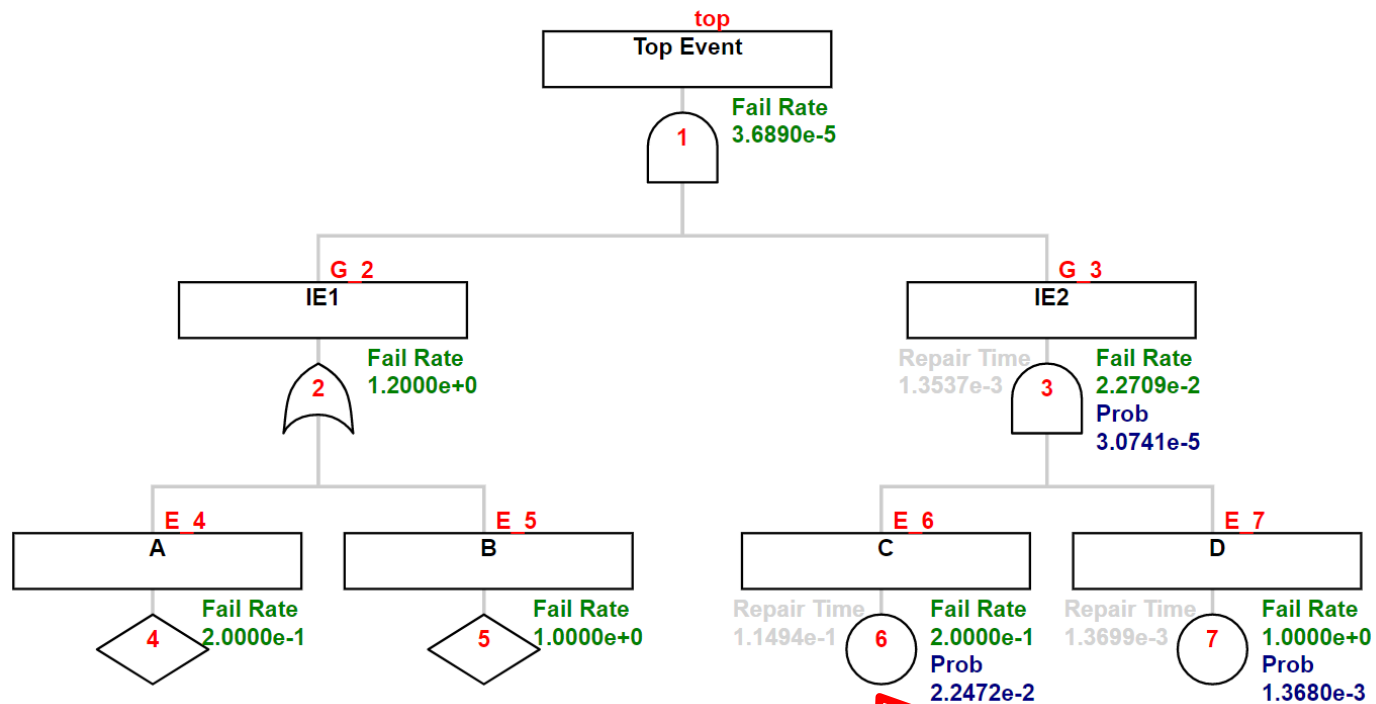 top
Top Event
Fail Rate
3.6890e-5
1
G_2
IE1
Fail Rate
1.2000e+0
2
G_3
IE2
Repair Time
1.3537e-3
Fail Rate
2.2709e-2
3
Prob
3.0741e-5
E_4
A
Fail Rate
2.0000e-1
4
E_5
B
Fail Rate
1.0000e+0
5
E_6
C
Repair Time
1.1494e-1
Fail Rate
2.0000e-1
6
Prob
2.2472e-2
E_7
D
Repair Time
1.3699e-3
Fail Rate
1.0000e+0
7
Prob
1.3680e-3